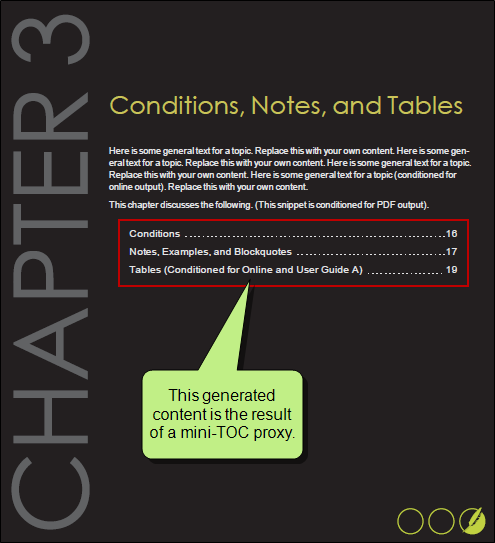 CHAPTER 3
Conditions, Notes, and Tables
Here is some general text for a topic. Replace this with your own content. Here is some gen-
eral text for a topic. Replace this with your own content. Here is some general text for a topic.
Replace this with your own content. Here is some general text for a topic (conditioned for
online output). Replace this with your own content.
This chapter discusses the following. (This snippet is conditioned for PDF output).
Conditions ..................................................16
Notes, Examples, and Blockquotes ..............................17
Tables (Conditioned for Online and User Guide A) ................19
This generated
content is the result
of a mini-TOC proxy.